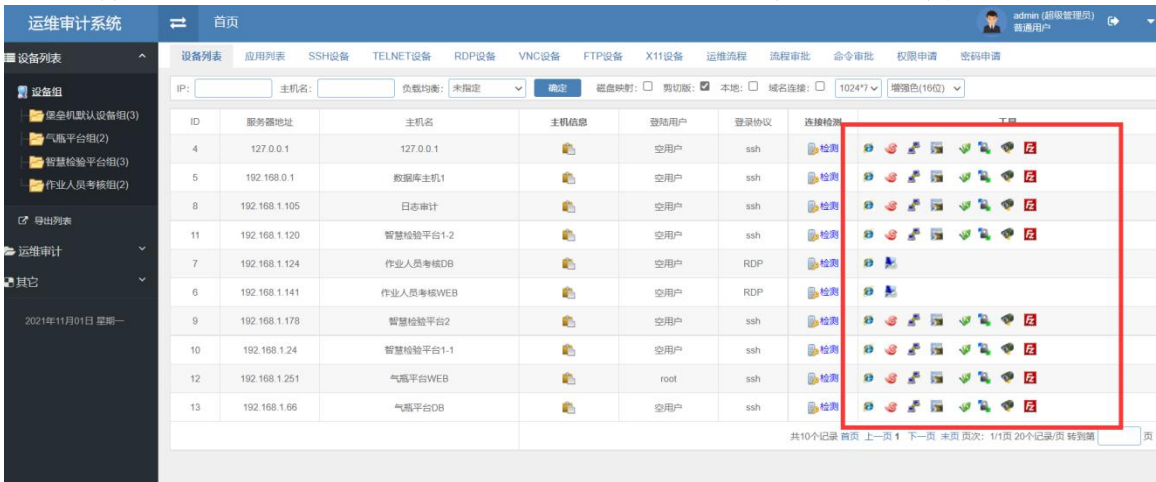 运维审计系统 首页 admin (超级管理员)
普通用户
设备列表 设备列表 应用列表 SSH设备 TELNET设备 RDP设备 VNC设备 FTP设备 X11设备 运维流程 流程审批 命令审批 权限申请 密码申请
设备组 IP: 主机名: 负载均衡: 未指定 确定 磁盘映射: 剪切版: 本地: 域名连接: 1024*7 增强色(16位)
堡垒机默认设备组(3)
气瓶平台组(2)
智慧检验平台组(3)
作业人员考核组(2)
导出列表
运维审计
其它
2021年11月01日 星期一
ID 服务器地址 主机名 主机信息 登陆用户 登录协议 连接检测 工具
4 127.0.0.1 127.0.0.1 空用户 ssh 检测
5 192.168.0.1 数据库主机1 空用户 ssh 检测
8 192.168.1.105 日志审计 空用户 ssh 检测
11 192.168.1.120 智慧检验平台1-2 空用户 ssh 检测
7 192.168.1.124 作业人员考核DB 空用户 RDP 检测
6 192.168.1.141 作业人员考核WEB 空用户 RDP 检测
9 192.168.1.178 智慧检验平台2 空用户 ssh 检测
10 192.168.1.24 智慧检验平台1-1 空用户 ssh 检测
12 192.168.1.251 气瓶平台WEB root ssh 检测
13 192.168.1.66 气瓶平台DB 空用户 ssh 检测
共10个记录 首页 上一页 1 下一页 末页 页次: 1/1页 20个记录/页 转到第 页